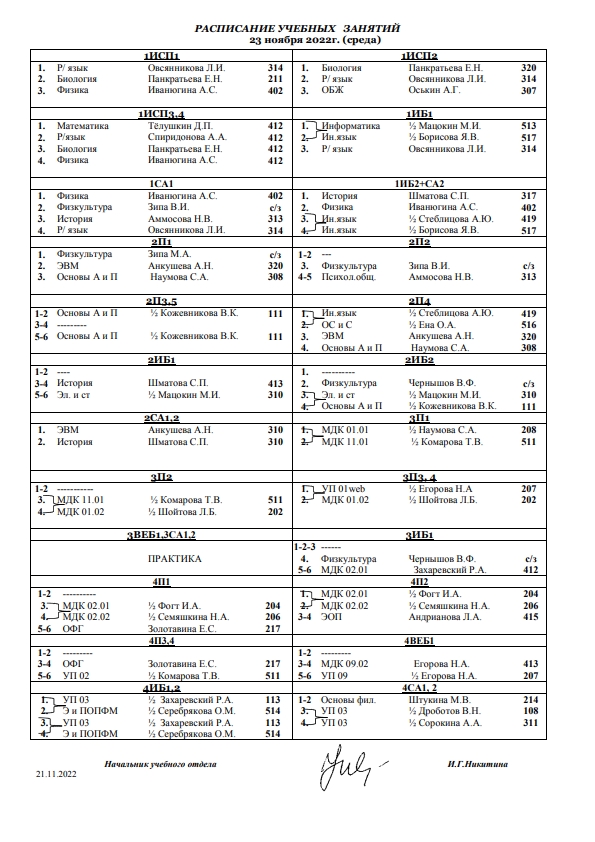 РАСПИСАНИЕ УЧЕБНЫХ ЗАНЯТИЙ
23 ноября 2022г. (среда)
1ИСП1
1. Р/ язык Овсянникова Л.И. 314
2. Биология Панкратьева Е.Н. 211
3. Физика Иванюгина А.С. 402
1ИСП2
1. Биология Панкратьева Е.Н. 320
2. Р/ язык Овсянникова Л.И. 314
3. ОБЖ Оськин А.Г. 307
1ИСП3,4
1. Математика Тёлушкин Д.П. 412
2. Р/язык Спиридонова А.А. 412
3. Биология Панкратьева Е.Н. 412
4. Физика Иванюгина А.С. 412
1ИБ1
1. Информатика ½ Мацокин М.И. 513
2. Ин.язык ½ Борисова Я.В. 517
3. Р/ язык Овсянникова Л.И. 314
1СА1
1. Физика Иванюгина А.С. 402
2. Физкультура Зипа В.И. с/з
3. История Аммосова Н.В. 313
4. Р/ язык Овсянникова Л.И. 314
1ИБ2+СА2
1. История Шматова С.П. 317
2. Физика Иванюгина А.С. 402
3. Ин.язык ½ Стеблицова А.Ю. 419
4. Ин.язык ½ Борисова Я.В. 517
2П1
1. Физкультура Зипа М.А. с/з
2. ЭВМ Анкушева А.Н. 320
3. Основы А и П Наумова С.А. 308
2П2
1-2 ---
3. Физкультура Зипа В.И. с/з
4-5 Психол.общ. Аммосова Н.В. 313
2П3,5
1-2 Основы А и П ½ Кожевникова В.К. 111
3-4 ---------
5-6 Основы А и П ½ Кожевникова В.К. 111
2П4
1. Ин.язык ½ Стеблицова А.Ю. 419
2. ОС и С ½ Ена О.А. 516
3. ЭВМ Анкушева А.Н. 320
4. Основы А и П Наумова С.А. 308
2ИБ1
1-2 ----
3-4 История Шматова С.П. 413
5-6 Эл. и ст ½ Мацокин М.И. 310
2ИБ2
1. ----------
2. Физкультура Чернышов В.Ф. с/з
3. Эл. и ст ½ Мацокин М.И. 310
4. Основы А и П ½ Кожевникова В.К. 111
2СА1,2
1. ЭВМ Анкушева А.Н. 310
2. История Шматова С.П. 310
3П1
1. МДК 01.01 ½ Наумова С.А. 208
2. МДК 11.01 ½ Комарова Т.В. 511
3П2
1-2 -----------
3. МДК 11.01 ½ Комарова Т.В. 511
4. МДК 01.02 ½ Шойтова Л.Б. 202
3П3, 4
1. УП 01web ½ Егорова Н.А 207
2. МДК 01.02 ½ Шойтова Л.Б. 202
3ВЕБ1,3СА1,2
ПРАКТИКА
3ИБ1
1-2-3 ------
4. Физкультура Чернышов В.Ф. с/з
5-6 МДК 02.01 Захаревский Р.А. 412
4П1
1-2 ----------
3. МДК 02.01 ½ Фогт И.А. 204
4. МДК 02.02 ½ Семяшкина Н.А. 206
5-6 ОФГ Золотавина Е.С. 217
4П2
1. МДК 02.01 ½ Фогт И.А. 204
2. МДК 02.02 ½ Семяшкина Н.А. 206
3-4 ЭОП Андрианова Л.А. 415
4П3,4
1-2 ---------
3-4 ОФГ Золотавина Е.С. 217
5-6 УП 02 ½ Комарова Т.В. 511
4ВЕБ1
1-2 ---------
3-4 МДК 09.02 Егорова Н.А. 413
5-6 УП 09 ½ Егорова Н.А. 207
4ИБ1,2
1. УП 03 ½ Захаревский Р.А. 113
2. Э и ПОПФМ ½ Серебрякова О.М. 514
3. УП 03 ½ Захаревский Р.А. 113
4. Э и ПОПФМ ½ Серебрякова О.М. 514
4СА1, 2
1-2 Основы фил. Штукина М.В. 214
3. УП 03 ½ Дроботов В.Н. 108
4. УП 03 ½ Сорокина А.А. 311
Начальник учебного отдела И.Г.Никитина
21.11.2022